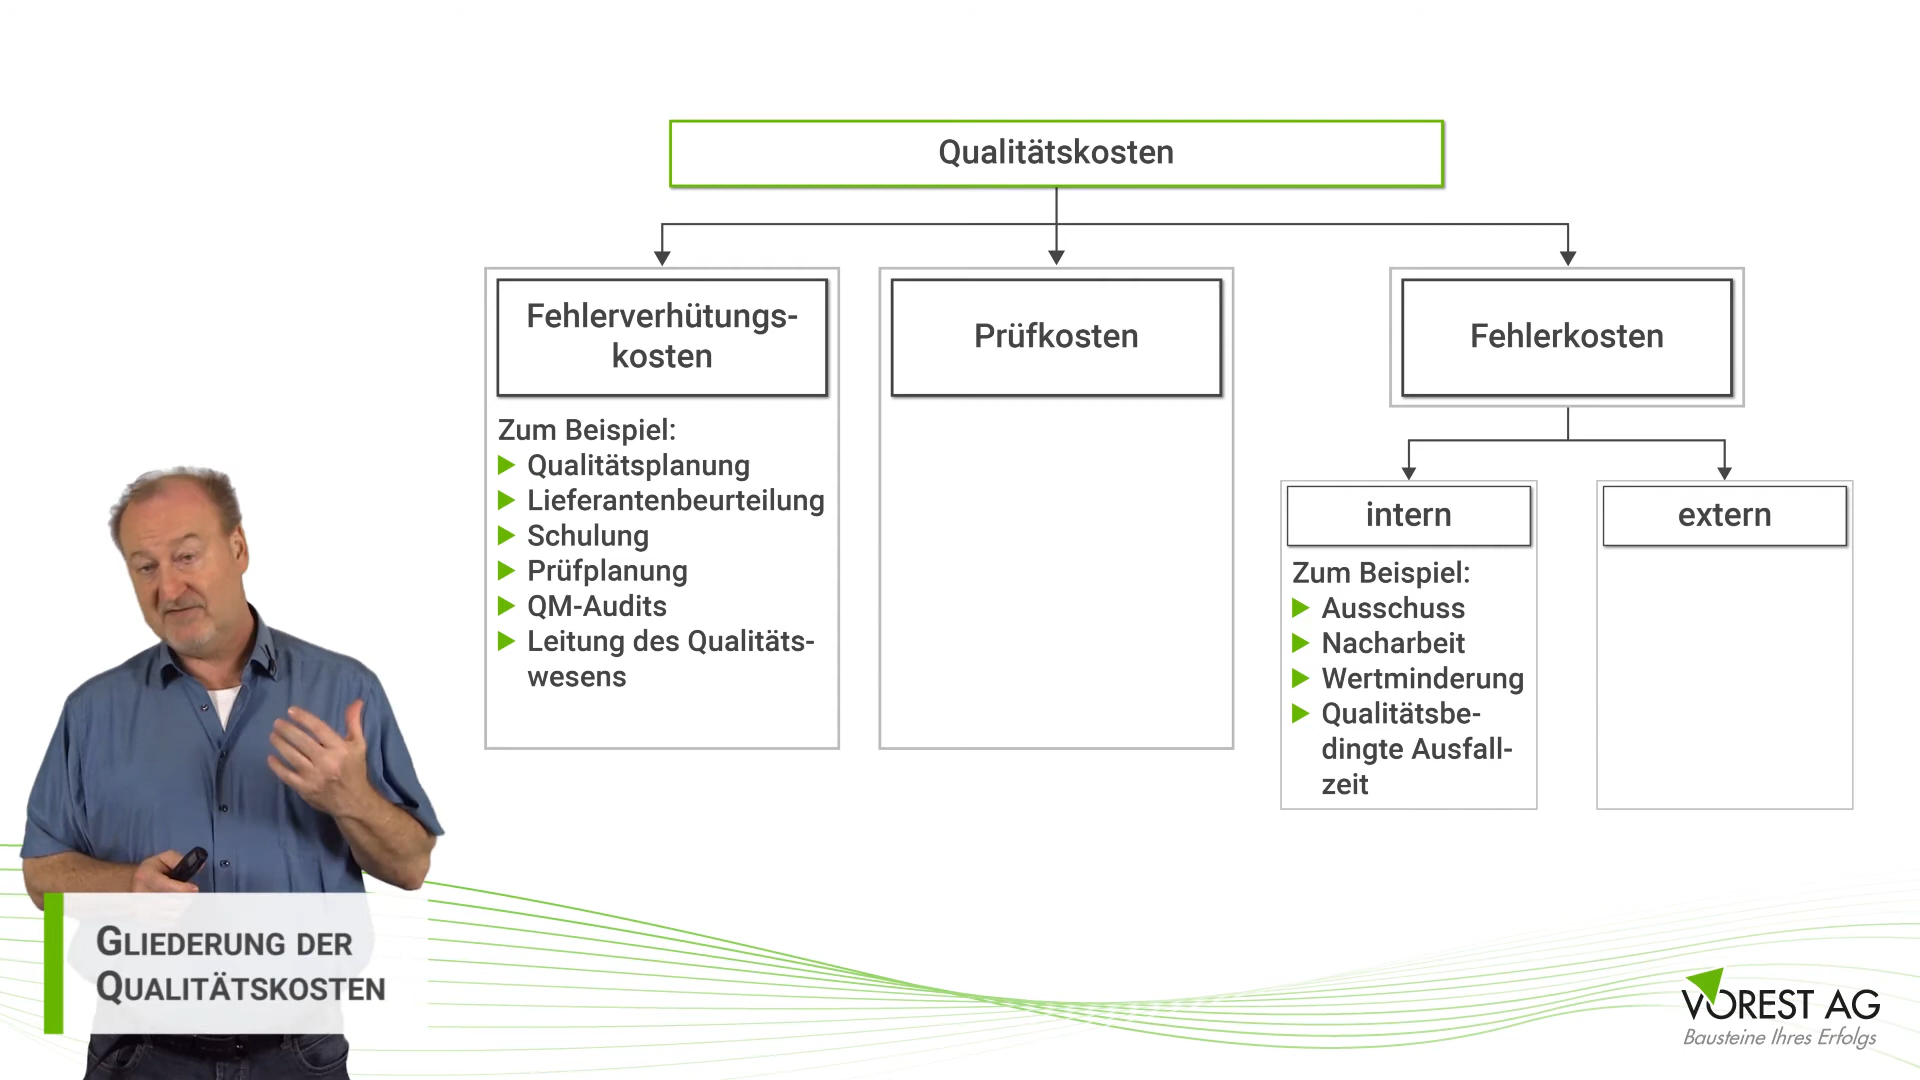 Qualitätskosten
Fehlerverhütungs-
kosten
Zum Beispiel:
Qualitätsplanung
Lieferantenbeurteilung
Schulung
Prüfplanung
QM-Audits
Leitung des Qualitäts-
wesens
Prüfkosten
Fehlerkosten
intern
Zum Beispiel:
Ausschuss
Nacharbeit
Wertminderung
Qualitätsbe-
dingte Ausfall-
zeit
extern
GLIEDERUNG DER
QUALITÄTSKOSTEN
VOREST AG
Bausteine Ihres Erfolgs